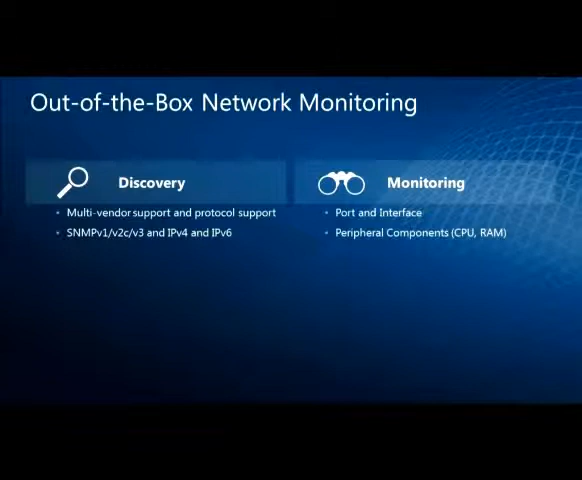 Out-of-the-Box Network Monitoring
Discovery
Multi-vendor support and protocol support
SNMPv1/v2c/v3 and IPv4 and IPv6
Monitoring
Port and Interface
Peripheral Components (CPU, RAM)